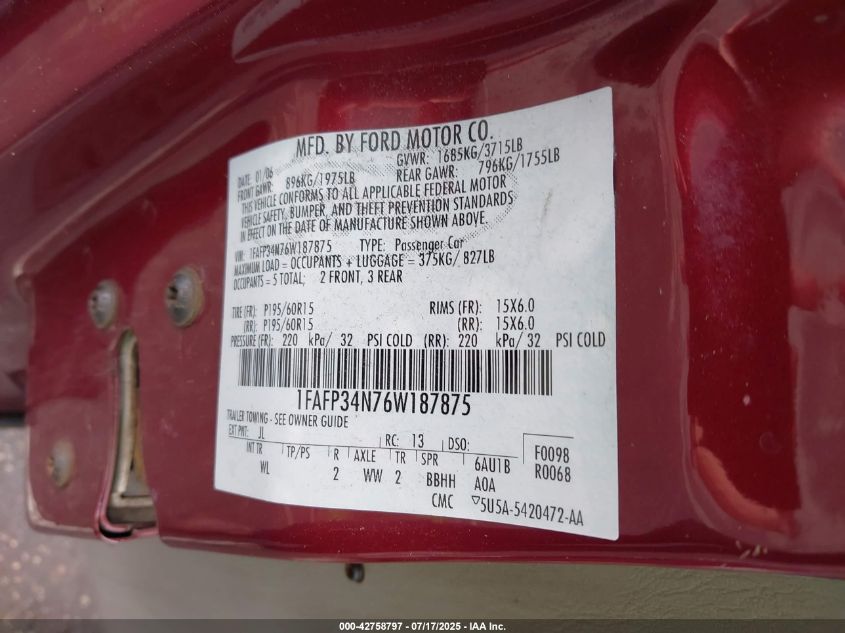 MFD. BY FORD MOTOR CO.
DATE 01/06 GVWR: 1685KG/3715LB
FRONT GAWR: 896KG/1975LB REAR GAWR: 796KG/1755LB
THIS VEHICLE CONFORMS TO ALL APPLICABLE FEDERAL MOTOR
VEHICLE SAFETY, BUMPER, AND THEFT PREVENTION STANDARDS
IN EFFECT ON THE DATE OF MANUFACTURE SHOWN ABOVE.
VIN: 1FAFP34N76W187875 TYPE: Passenger Car
MAXIMUM LOAD = OCCUPANTS + LUGGAGE = 375KG/ 827LB
OCCUPANTS = 5 TOTAL; 2 FRONT, 3 REAR
TIRE (FR): P195/60R15 RIMS (FR): 15X6.0
(RR): P195/60R15 (RR): 15X6.0
PRESSURE (FR): 220 kPa/ 32 PSI COLD (RR): 220 kPa/ 32 PSI COLD
1FAFP34N76W187875
TRAILER TOWING - SEE OWNER GUIDE
EXT PNT: JL RC: 13 DSO: F0098
INT TR TP/PS R AXLE TR SPR 6AU1B R0068
WL 2 WW 2 BBHH A0A
CMC ▽5U5A-5420472-AA
000-42758797 - 07/17/2025 - IAA Inc.